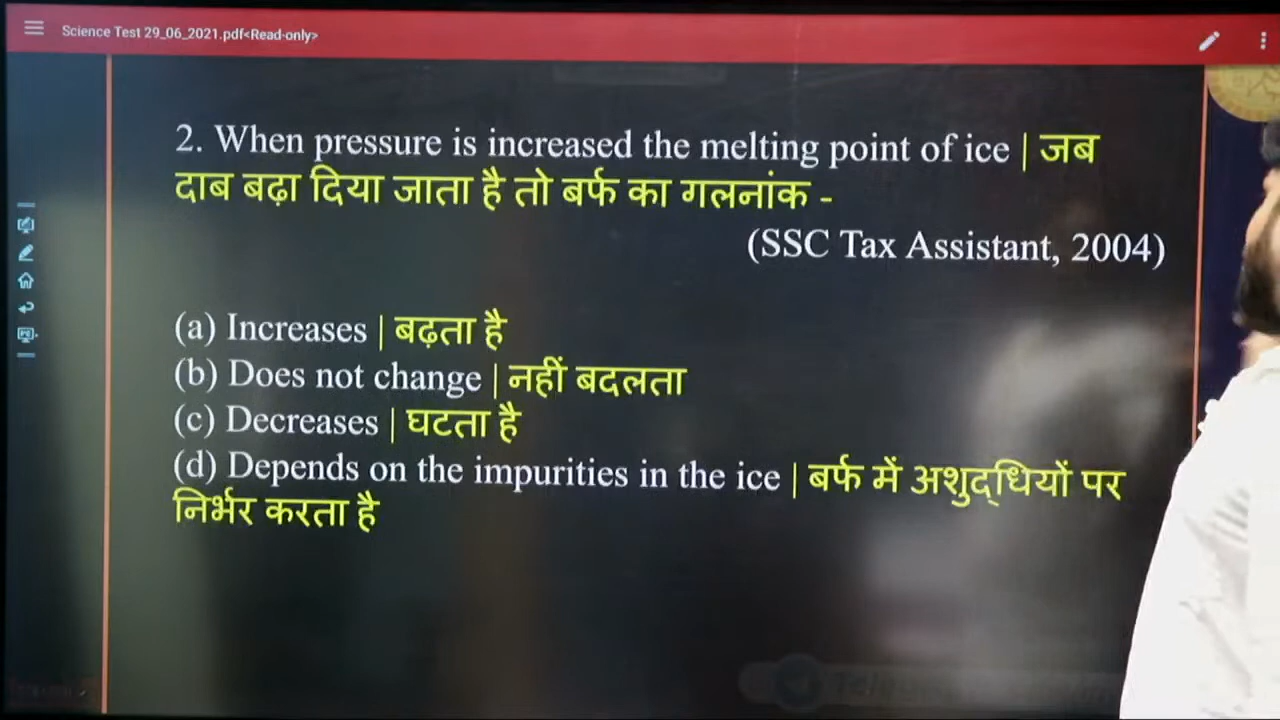 Science Test 29_06_2021.pdf<Read-only>
2. When pressure is increased the melting point of ice | जब
दाब बढ़ा दिया जाता है तो बर्फ का गलनांक -
(SSC Tax Assistant, 2004)
(a) Increases | बढ़ता है
(b) Does not change | नहीं बदलता
(c) Decreases | घटता है
(d) Depends on the impurities in the ice | बर्फ में अशुद्धियों पर
निर्भर करता है